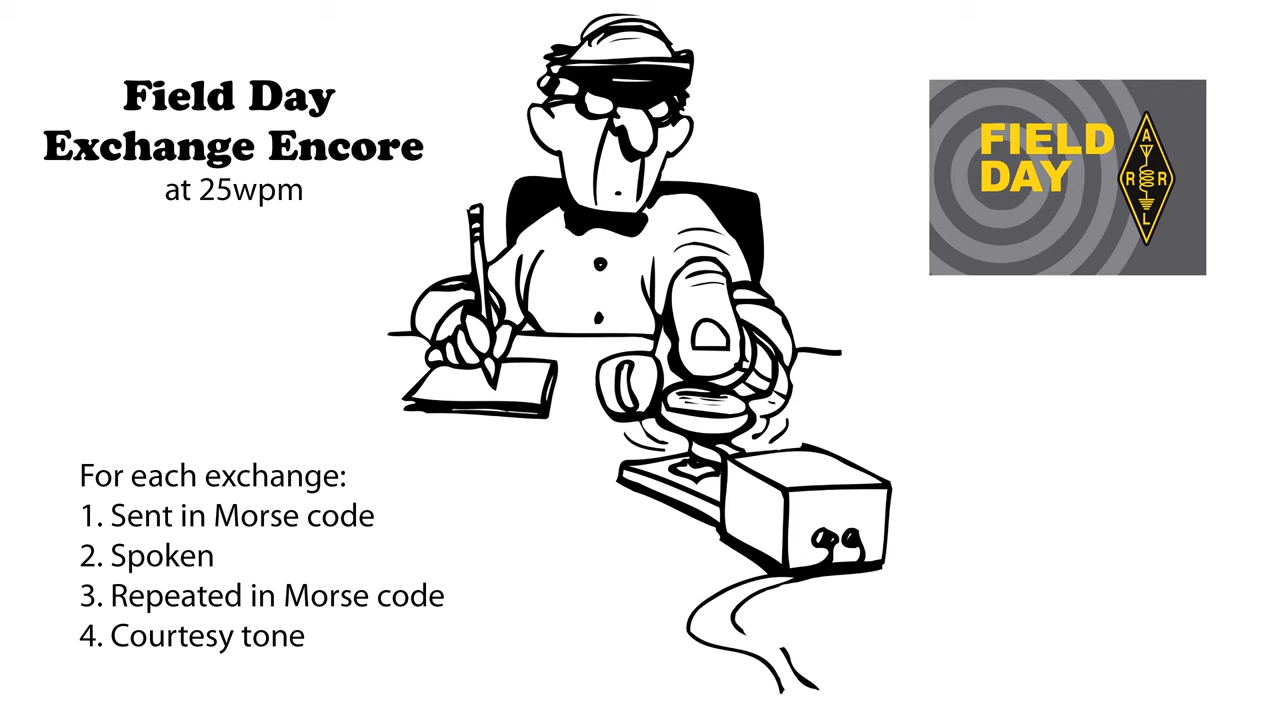 Field Day
Exchange Encore
at 25wpm
FIELD
DAY
A
R R
L
For each exchange:
1. Sent in Morse code
2. Spoken
3. Repeated in Morse code
4. Courtesy tone